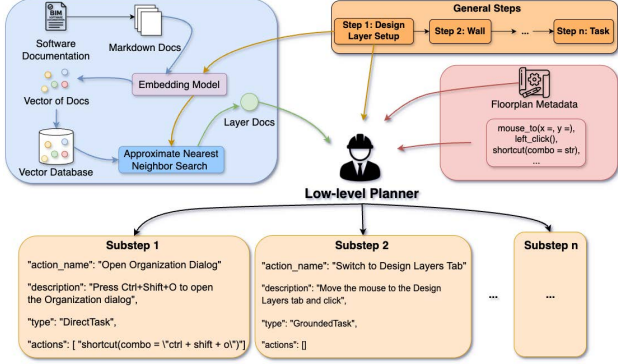 BIM
Software
Documentation
Markdown Docs
Embedding Model
Vector of Docs
Layer Docs
Vector Database
Approximate Nearest
Neighbor Search
General Steps
Step 1: Design
Layer Setup
Step 2: Wall
...
Step n: Task
Floorplan Metadata
mouse_to(x =, y =),
left_click(),
shortcut(combo = str),
...
Low-level Planner
Substep 1
"action_name": "Open Organization Dialog"
"description": "Press Ctrl+Shift+O to open
the Organization dialog",
"type": "DirectTask",
"actions": [ "shortcut(combo = \"ctrl + shift + o\")"]
Substep 2
"action_name": "Switch to Design Layers Tab"
"description": "Move the mouse to the Design
Layers tab and click",
"type": "GroundedTask",
"actions": []
...
Substep n
...